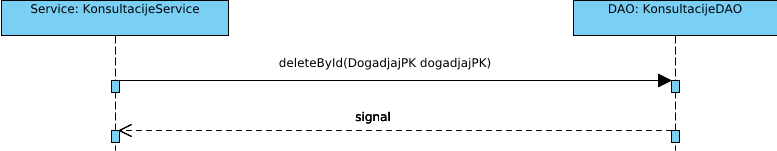 Service: KonsultacijeService
DAO: KonsultacijeDAO
deleteById(DogadjajPK dogadjajPK)
signal